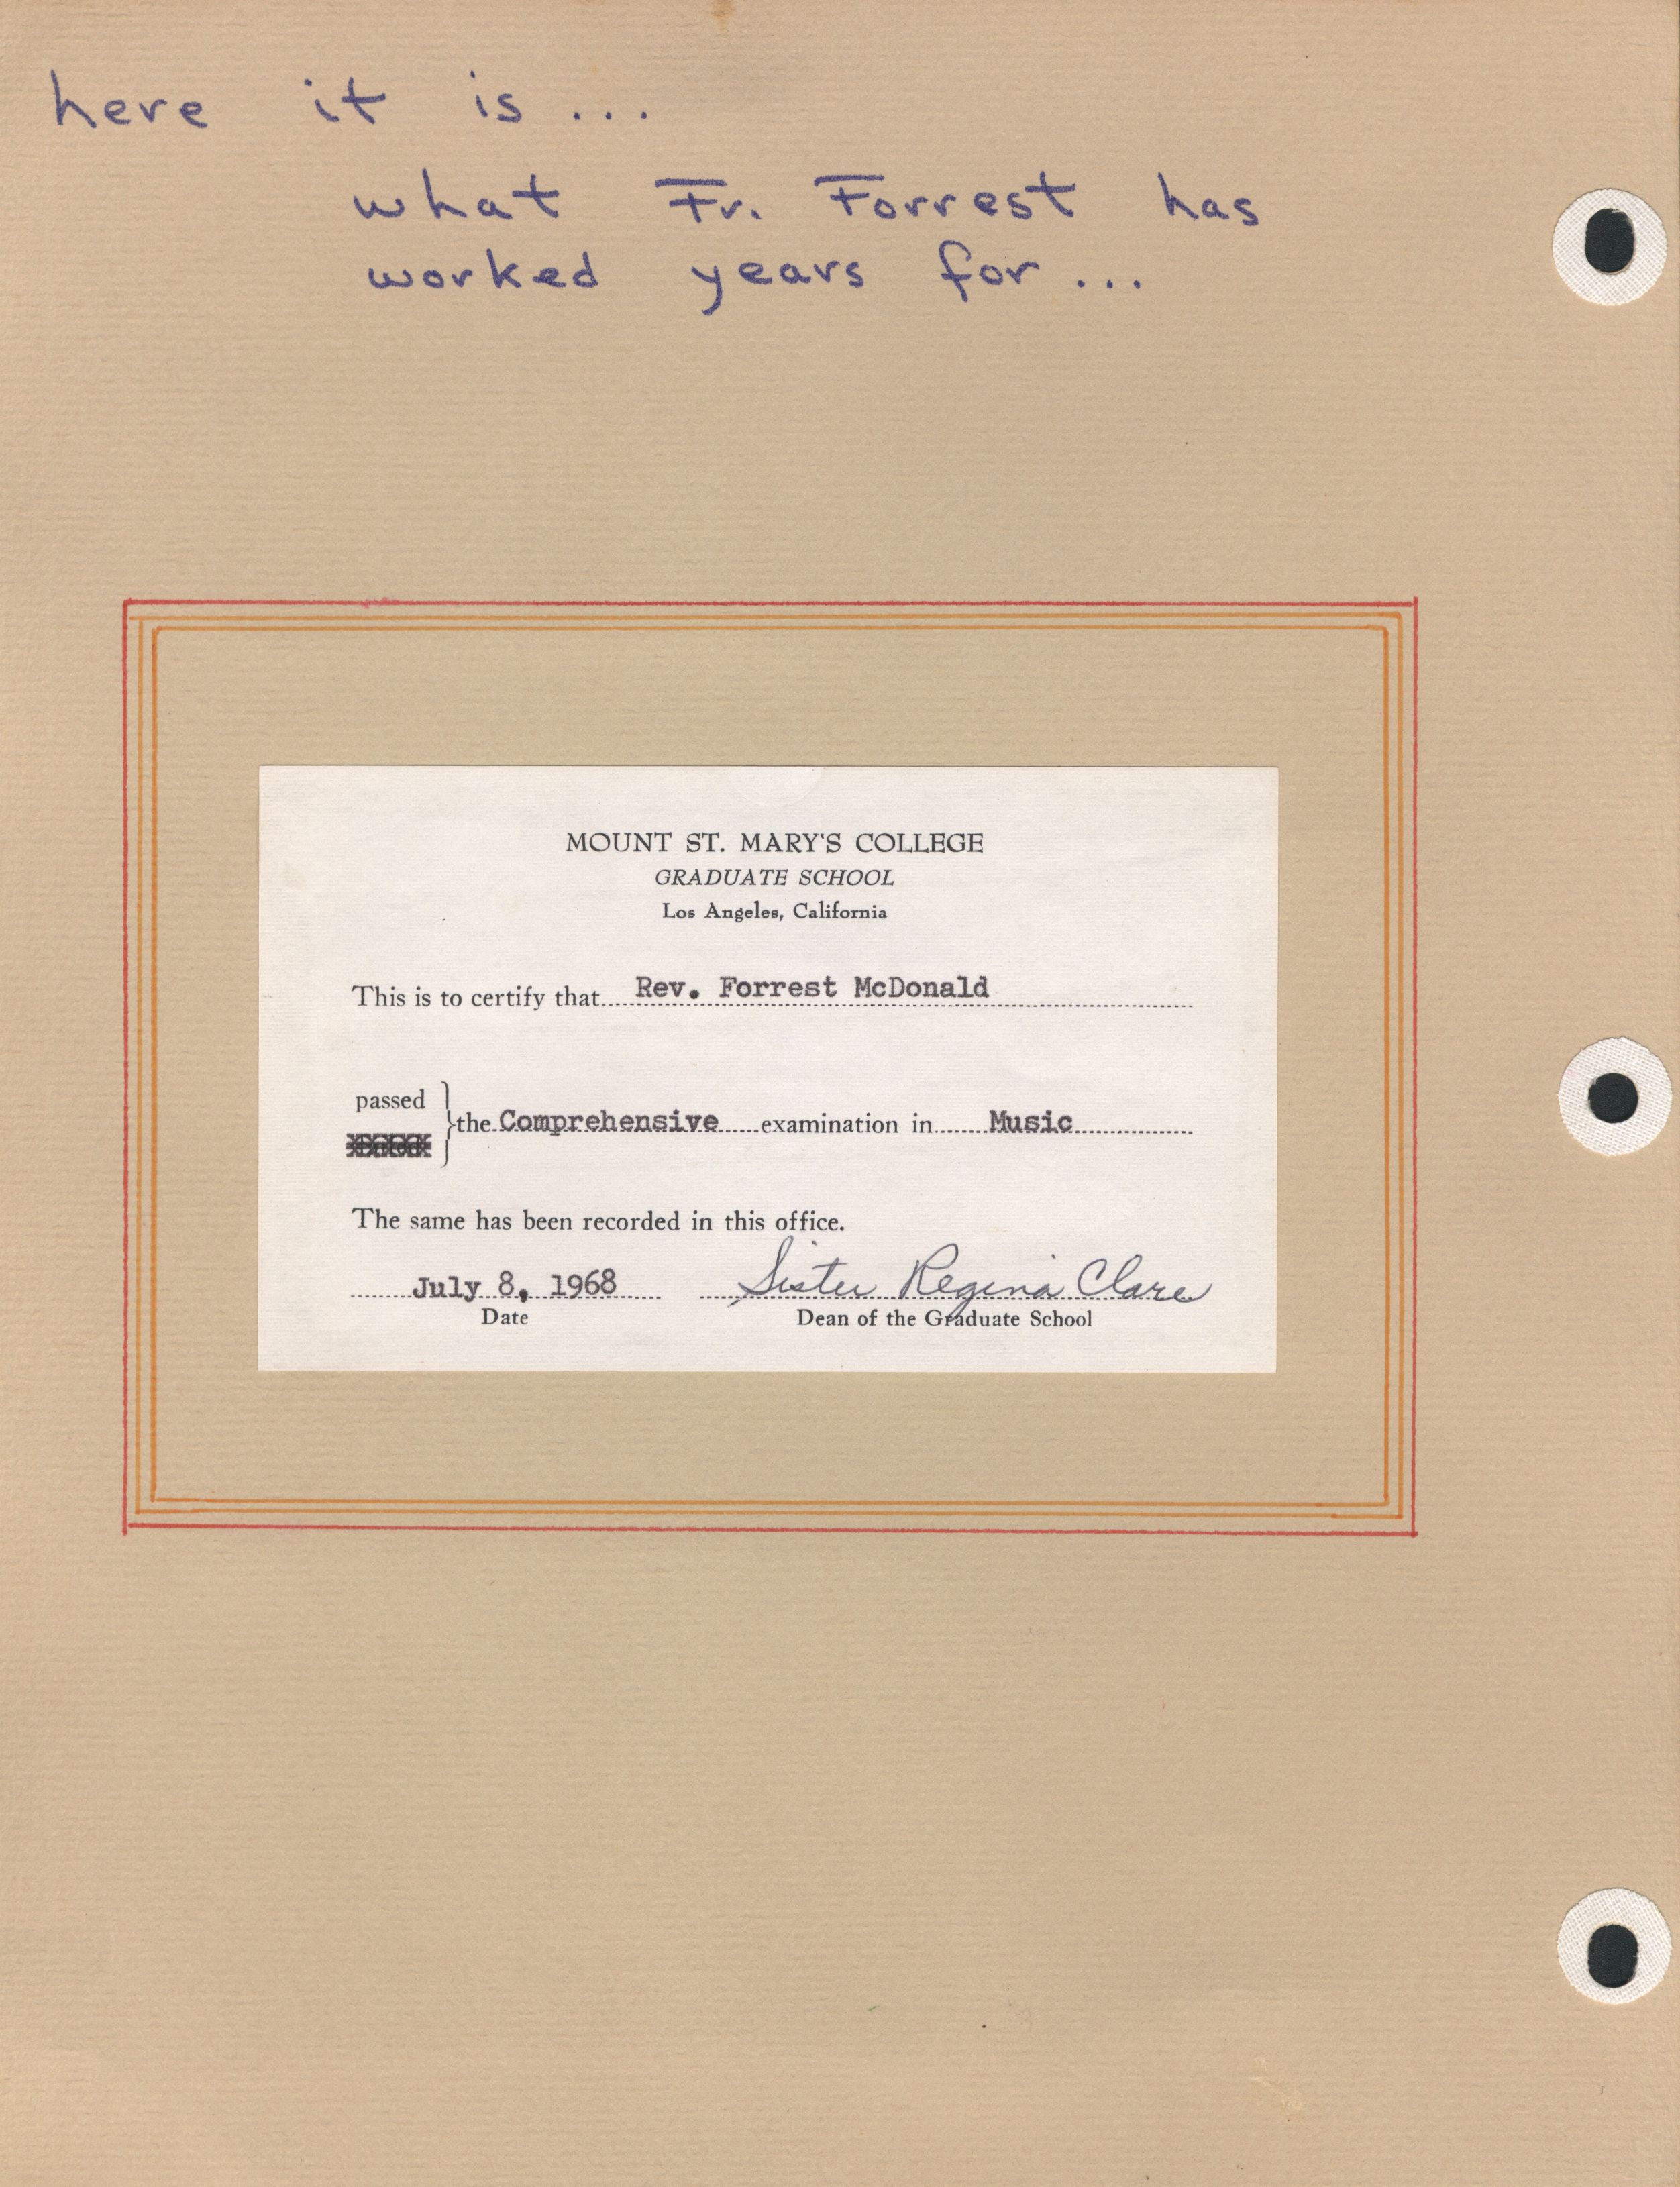 here it is ...
what Fr. Forrest has
worked years for ...
MOUNT ST. MARY'S COLLEGE
GRADUATE SCHOOL
Los Angeles, California
This is to certify that Rev. Forrest McDonald
passed
the Comprehensive examination in Music
The same has been recorded in this office.
July 8, 1968 Sister Regina Clare
Date Dean of the Graduate School